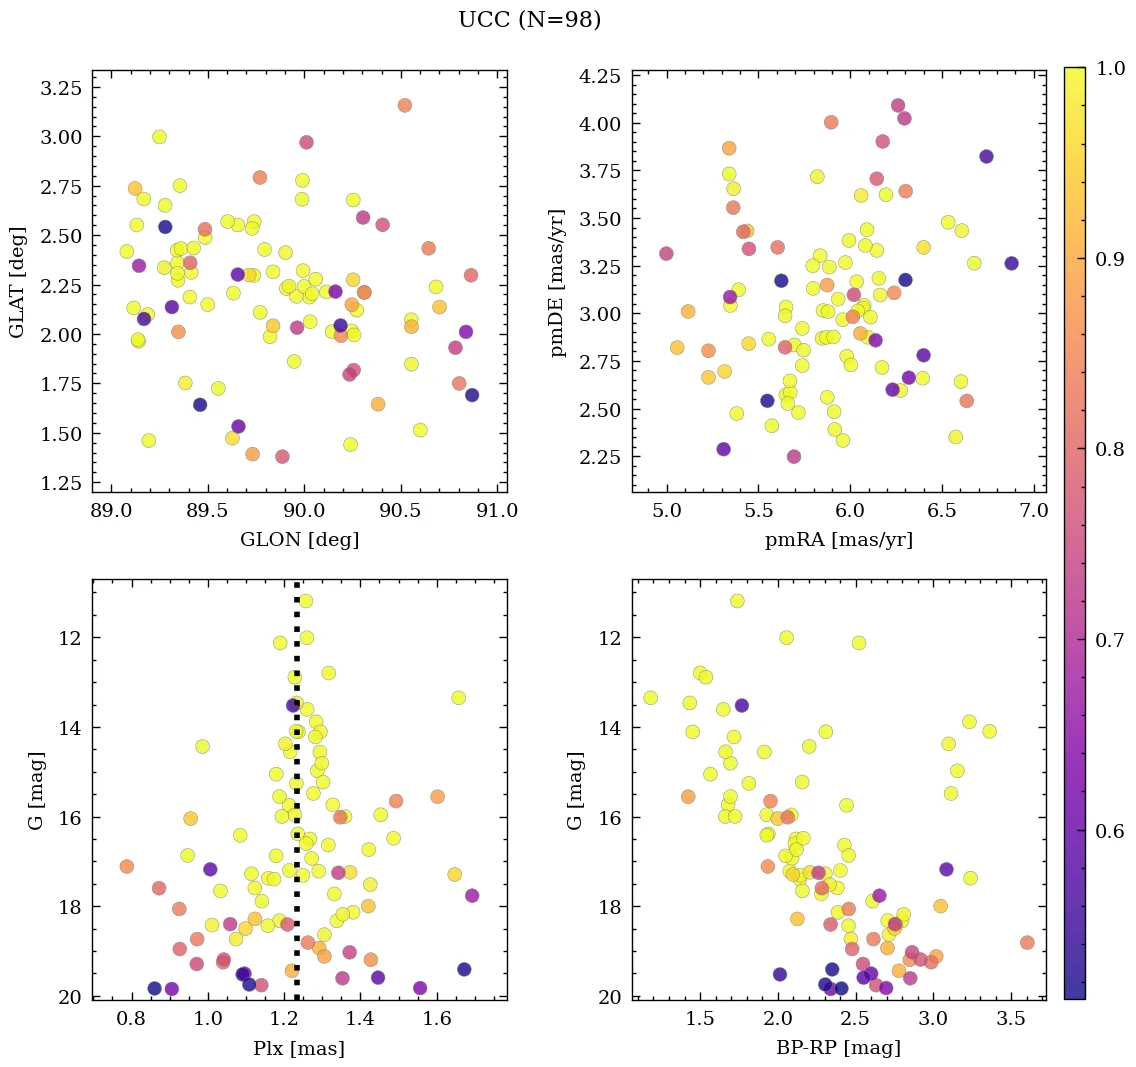 UCC (N=98)
3.25
3.00
2.75
2.50
2.25
2.00
1.75
1.50
1.25
GLAT [deg]
89.0 89.5 90.0 90.5 91.0
GLON [deg]
4.25
4.00
3.75
3.50
3.25
3.00
2.75
2.50
2.25
pmDE [mas/yr]
5.0 5.5 6.0 6.5 7.0
pmRA [mas/yr]
12
14
16
18
20
G [mag]
0.8 1.0 1.2 1.4 1.6
Plx [mas]
12
14
16
18
20
G [mag]
1.5 2.0 2.5 3.0 3.5
BP-RP [mag]
1.0
0.9
0.8
0.7
0.6